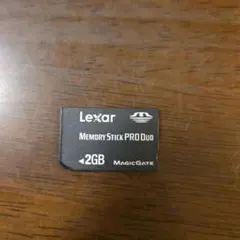 Lexar
MEMORY STICK PRO DUO
◄2GB
MAGICGATE